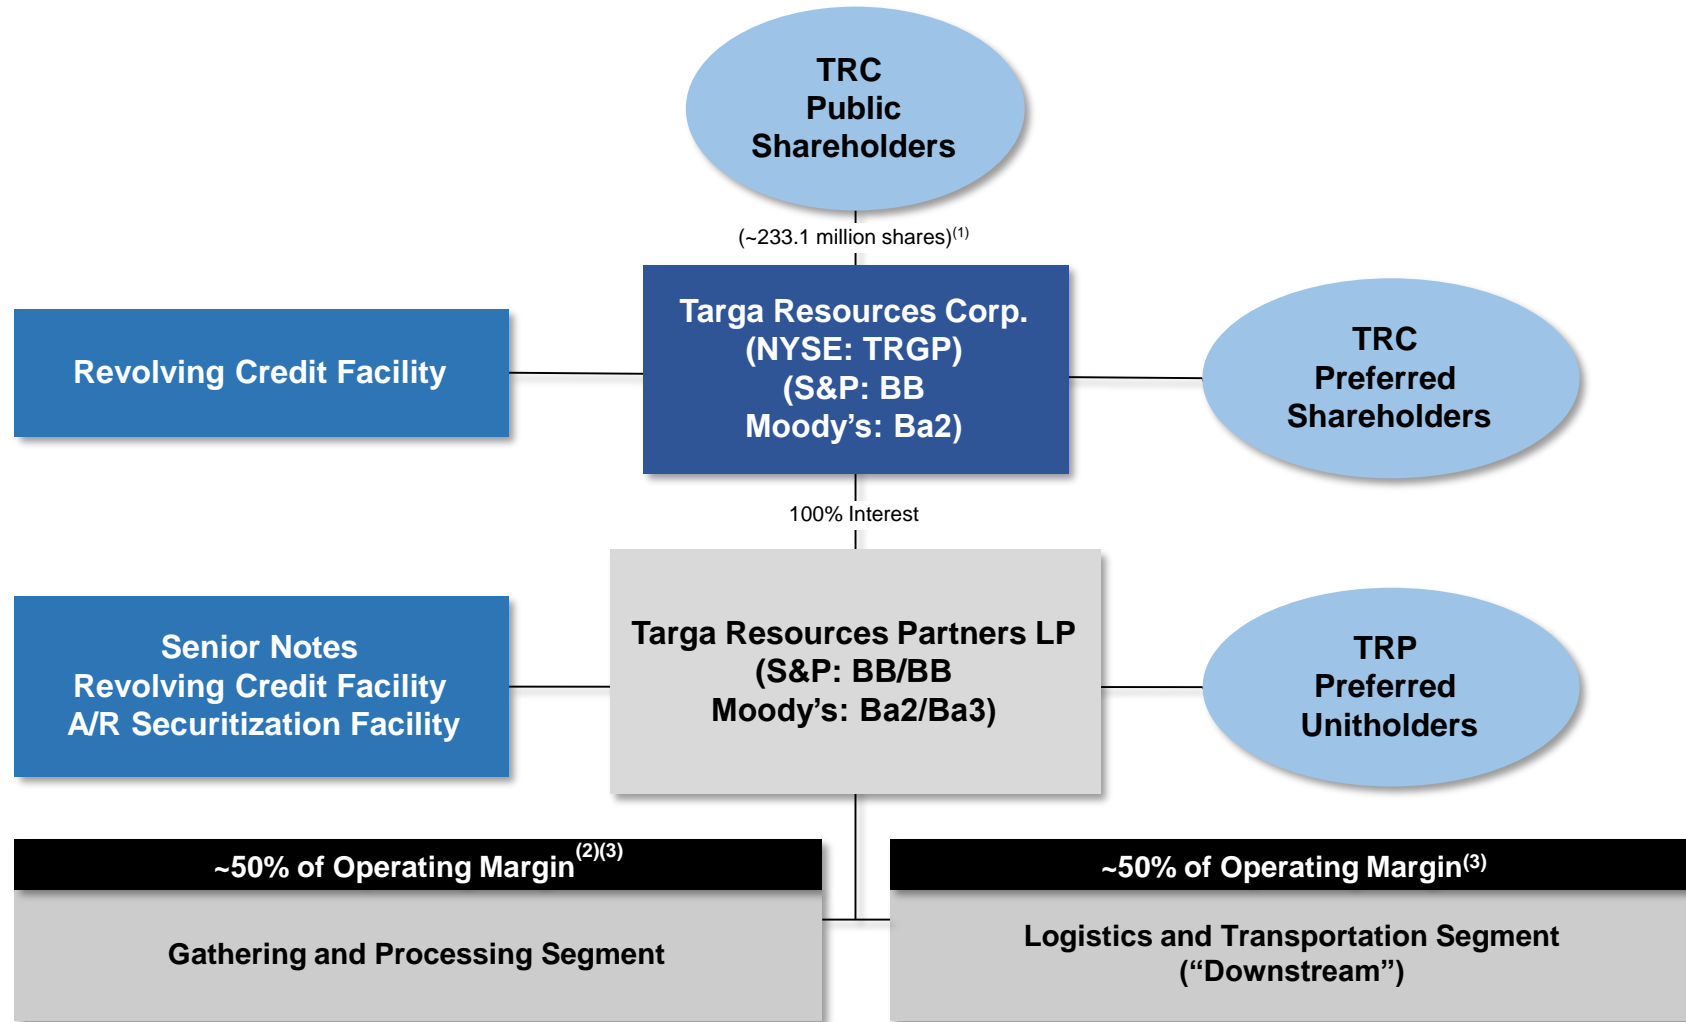 TRC
Public
Shareholders
(~233.1 million shares)(1)
Revolving Credit Facility
Targa Resources Corp.
(NYSE: TRGP)
(S&P: BB
Moody’s: Ba2)
TRC
Preferred
Shareholders
100% Interest
Senior Notes
Revolving Credit Facility
A/R Securitization Facility
Targa Resources Partners LP
(S&P: BB/BB
Moody’s: Ba2/Ba3)
TRP
Preferred
Unitholders
~50% of Operating Margin(2)(3)
Gathering and Processing Segment
~50% of Operating Margin(3)
Logistics and Transportation Segment
(“Downstream”)